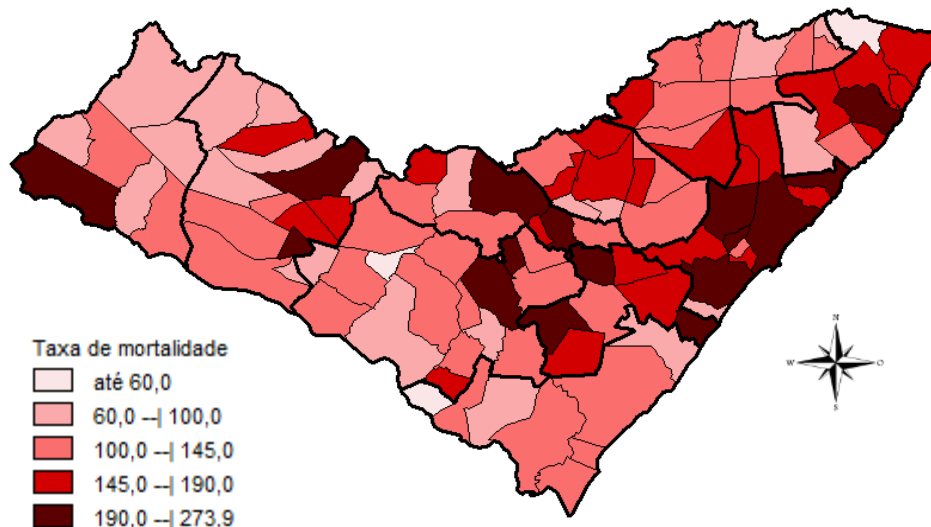 Taxa de mortalidade
até 60,0
60,0 --| 100,0
100,0 --| 145,0
145,0 --| 190,0
190,0 --| 273,9
N
W
O
S